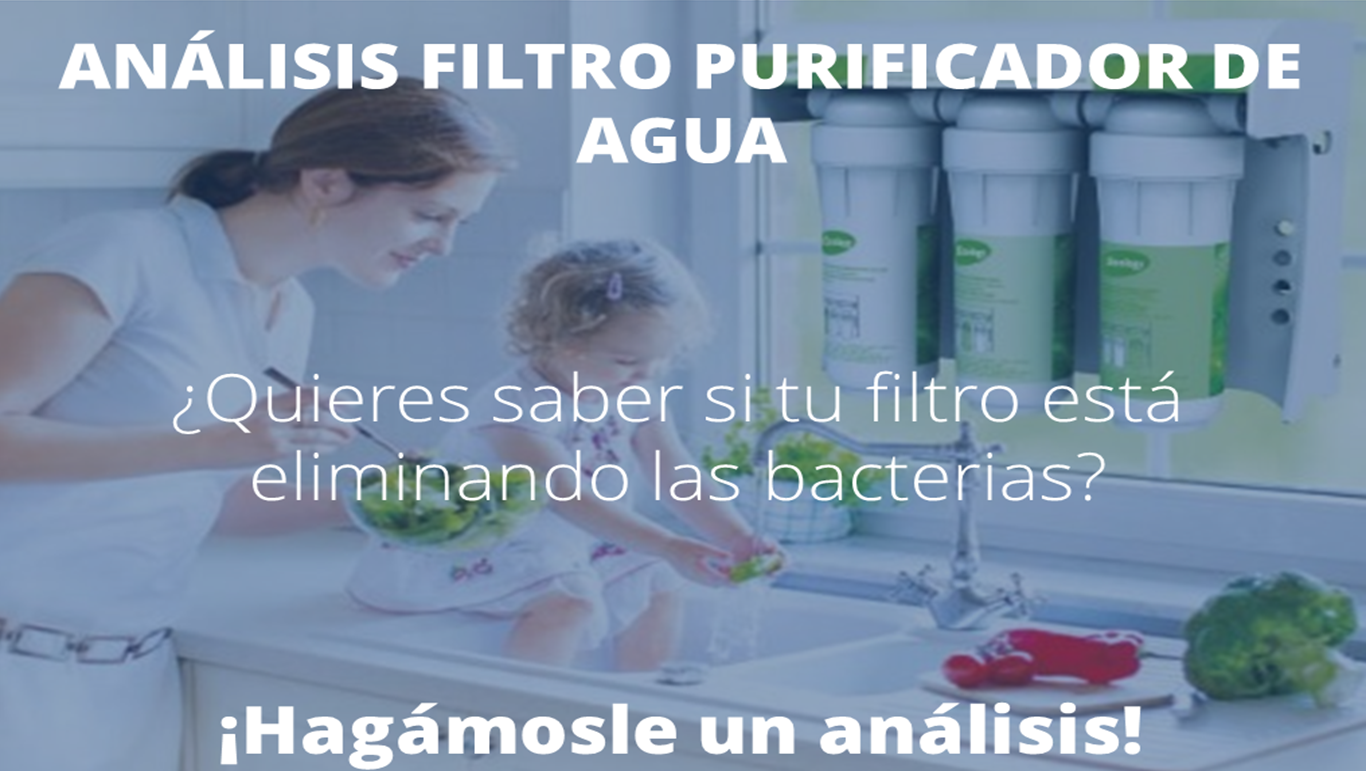 ANÁLISIS FILTRO PURIFICADOR DE
AGUA
¿Quieres saber si tu filtro está
eliminando las bacterias?
¡Hagámosle un análisis!